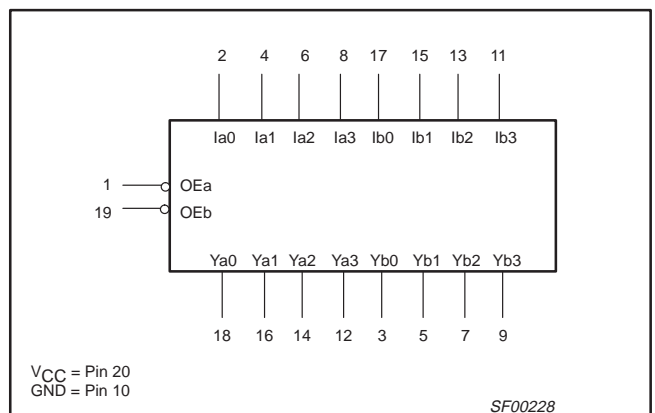 2 4 6 8 17 15 13 11
Ia0 Ia1 Ia2 Ia3 Ib0 Ib1 Ib2 Ib3
1 OEa
19 OEb
Ya0 Ya1 Ya2 Ya3 Yb0 Yb1 Yb2 Yb3
18 16 14 12 3 5 7 9
VCC = Pin 20
GND = Pin 10
SF00228